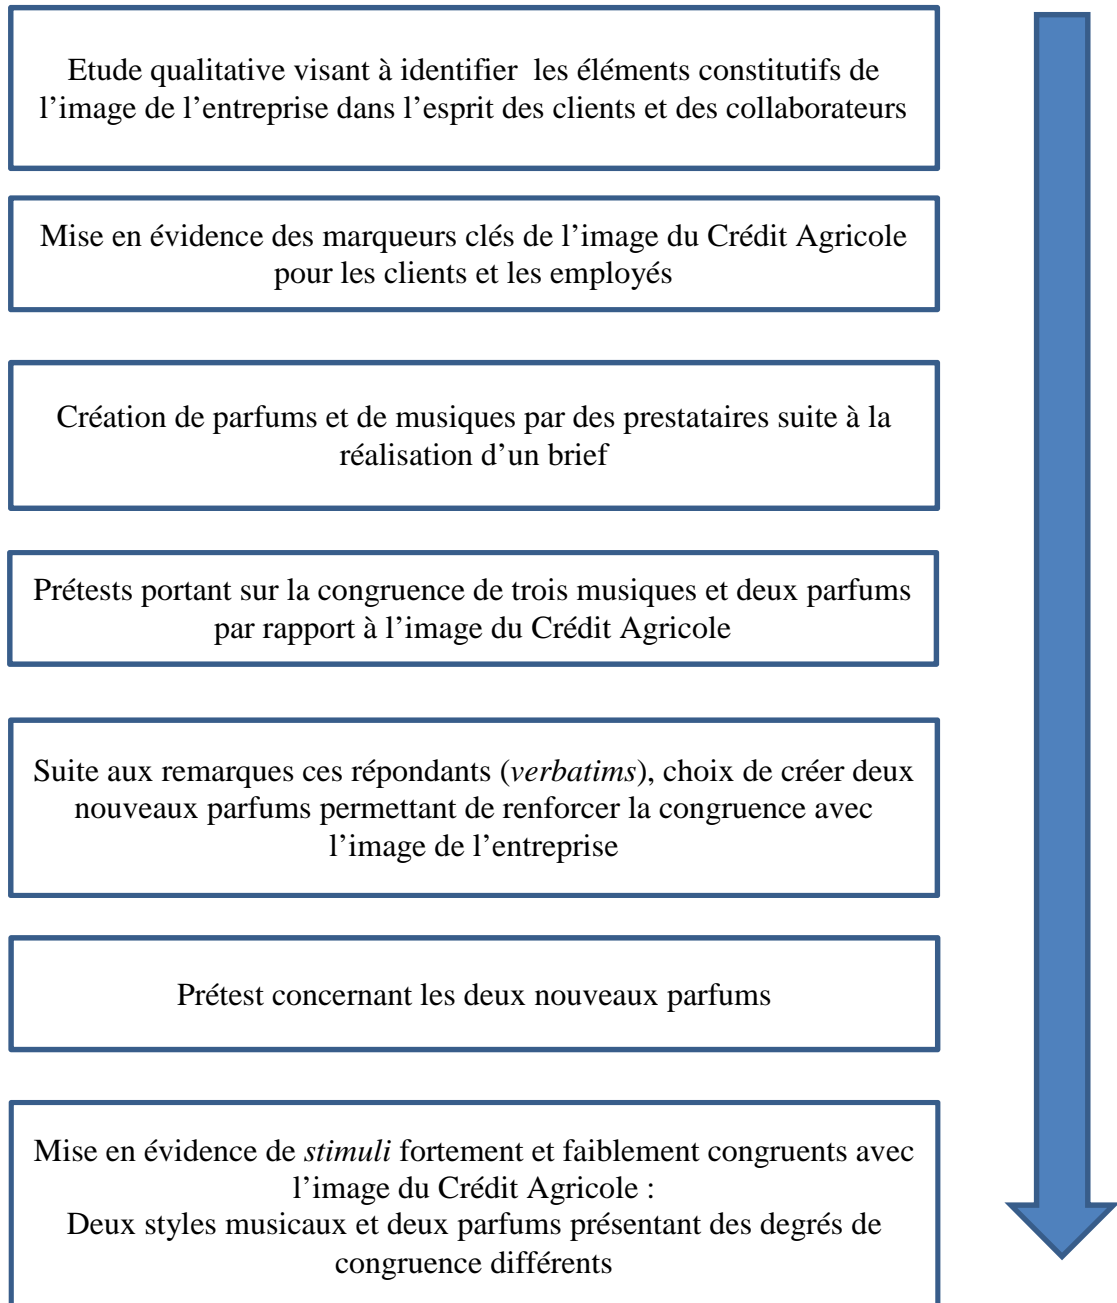 Etude qualitative visant à identifier  les éléments constitutifs de
l’image de l’entreprise dans l’esprit des clients et des collaborateurs
Mise en évidence des marqueurs clés de l’image du Crédit Agricole
pour les clients et les employés
Création de parfums et de musiques par des prestataires suite à la
réalisation d’un brief
Prétests portant sur la congruence de trois musiques et deux parfums
par rapport à l’image du Crédit Agricole
Suite aux remarques ces répondants (verbatims), choix de créer deux
nouveaux parfums permettant de renforcer la congruence avec
l’image de l’entreprise
Prétest concernant les deux nouveaux parfums
Mise en évidence de stimuli fortement et faiblement congruents avec
l’image du Crédit Agricole :
Deux styles musicaux et deux parfums présentant des degrés de
congruence différents